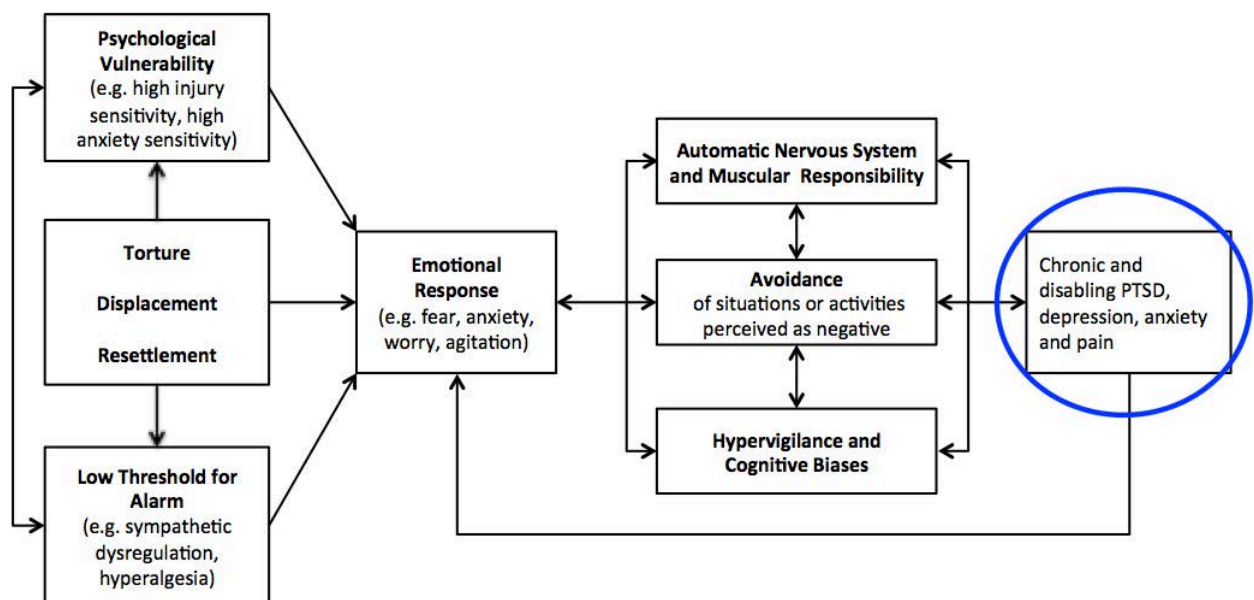 Psychological
Vulnerability
(e.g. high injury
sensitivity, high
anxiety sensitivity)
Torture
Displacement
Resettlement
Low Threshold for
Alarm
(e.g. sympathetic
dysregulation,
hyperalgesia)
Emotional
Response
(e.g. fear, anxiety,
worry, agitation)
Automatic Nervous System
and Muscular Responsibility
Avoidance
of situations or activities
perceived as negative
Hypervigilance and
Cognitive Biases
Chronic and
disabling PTSD,
depression, anxiety
and pain